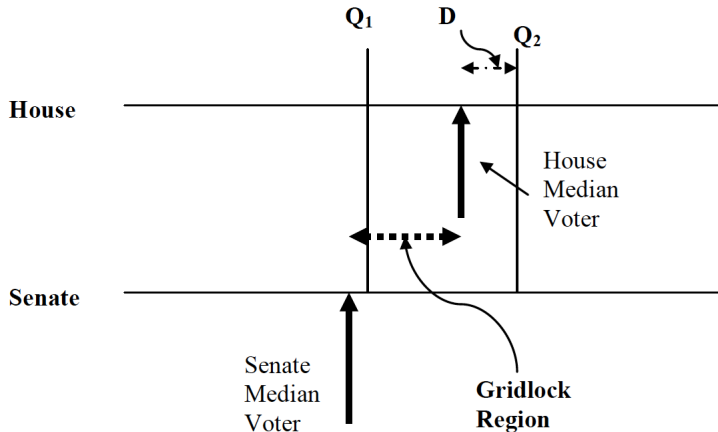 Q1
D
Q2
House
House
Median
Voter
Senate
Senate
Median
Voter
Gridlock
Region